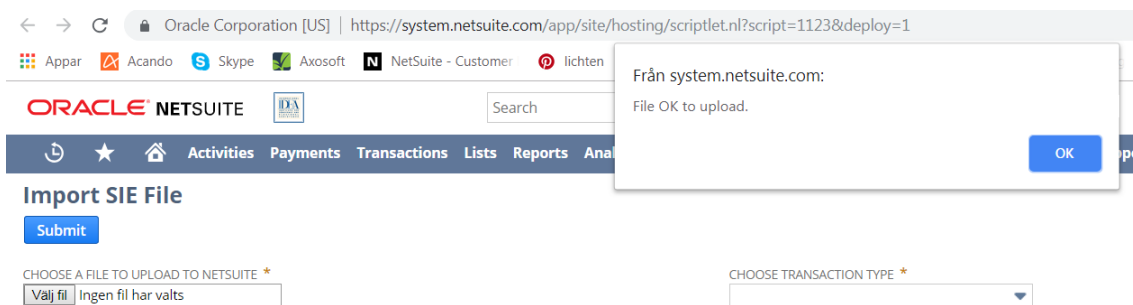 Oracle Corporation [US] | https://system.netsuite.com/app/site/hosting/scriptlet.nl?script=1123&deploy=1
Appar Acando Skype Axosoft NetSuite - Customer lichten
Från system.netsuite.com:
File OK to upload.
OK
ORACLE NETSUITE Search
Activities Payments Transactions Lists Reports
Import SIE File
Submit
CHOOSE A FILE TO UPLOAD TO NETSUITE * CHOOSE TRANSACTION TYPE *
Välj fil Ingen fil har valts